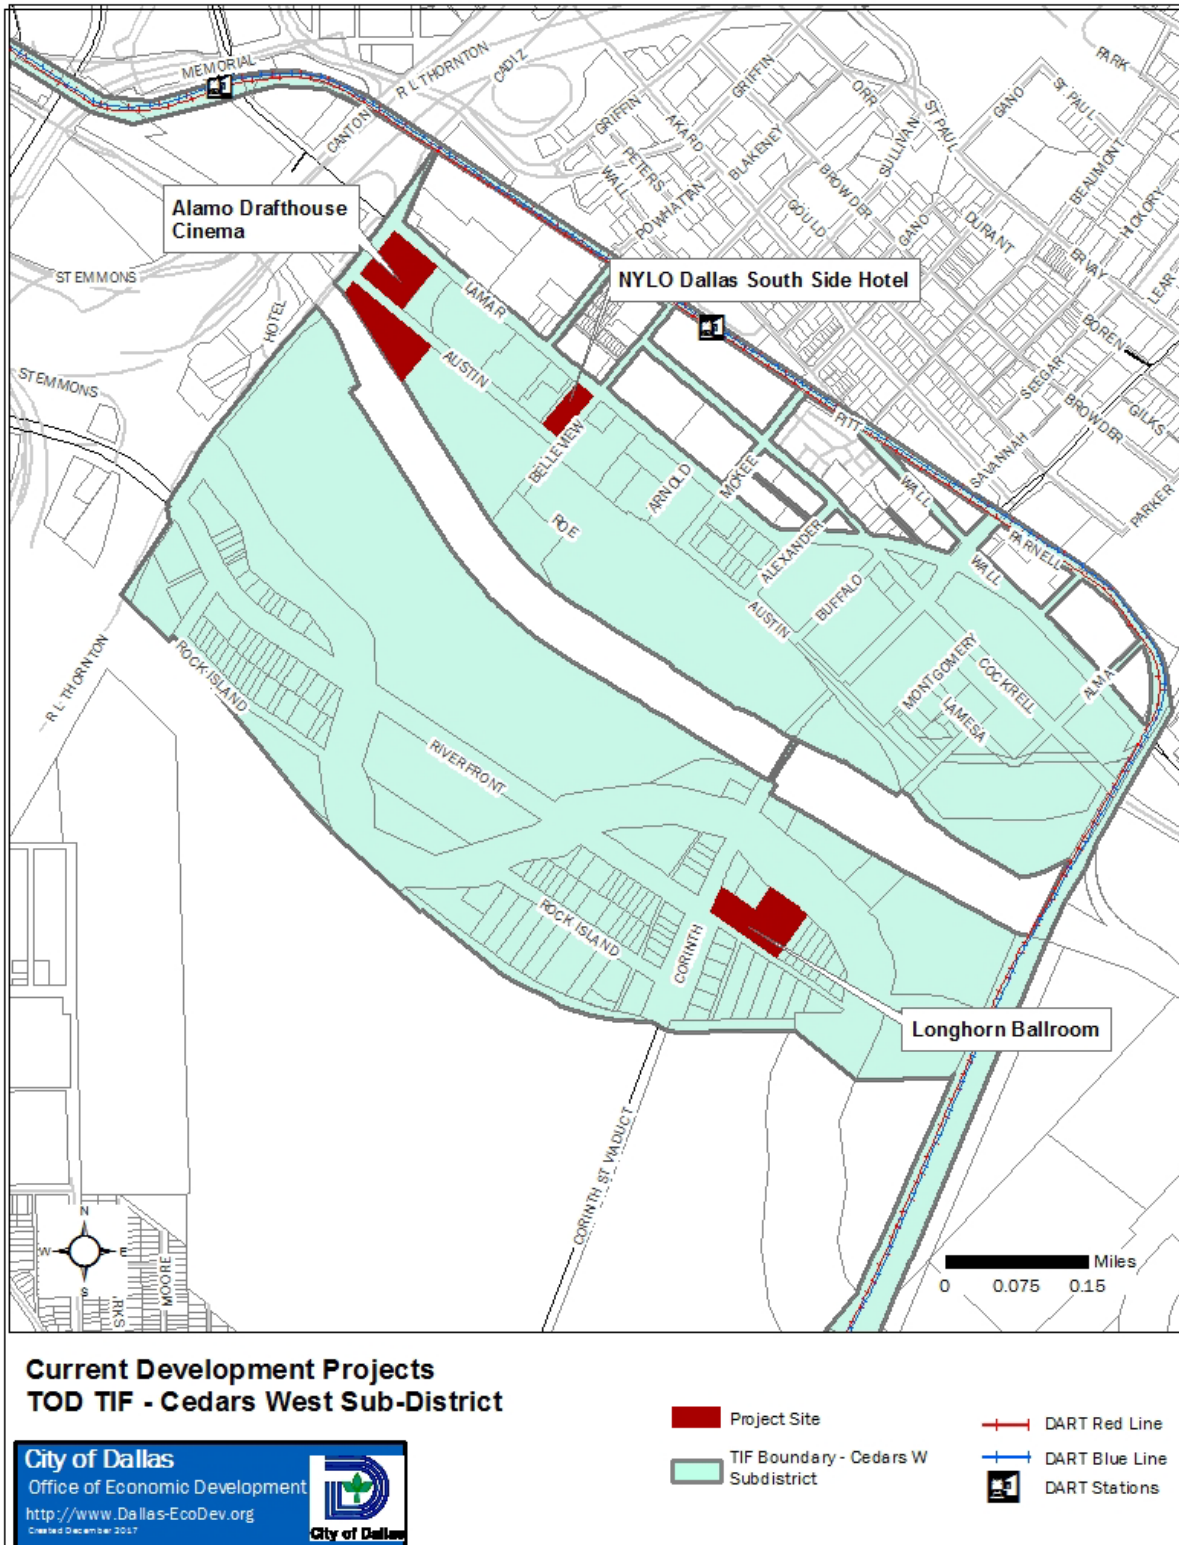 MEMORIAL
R L THORNTON
CADIZ
PARK
CANTON
GRIFFIN
GRIFFIN
AKARD
ORR
ST PAUL
GANO
ST. PAUL
PETERS
WALL
BLAKENEY
SULLIVAN
BEAUMONT
Alamo Drafthouse
Cinema
POWHATTAN
BROWDER
GOULD
GANO
DURANT
HICKORY
ERVAY
LEAR
STEMMONS
NYLO Dallas South Side Hotel
LAMAR
HOTEL
BOREN
STEMMONS
AUSTIN
SEEGAR
BROWDER
GILKS
PITT
BELLEVIEW
SAVANNAH
ARNOLD
MCKEE
WALL
PARKER
POE
ALEXANDER
PARNELL
WALL
BUFFALO
AUSTIN
ROCK ISLAND
R L THORNTON
MONTGOMERY
COCKRELL
ALMA
LAMESA
RIVERFRONT
ROCK ISLAND
CORINTH
Longhorn Ballroom
CORINTH ST VIADUCT
N
W
E
S
MOORE
RKS
Miles
0 0.075 0.15
Current Development Projects
TOD TIF - Cedars West Sub-District
Project Site
TIF Boundary - Cedars W
Subdistrict
DART Red Line
DART Blue Line
DART Stations
City of Dallas
Office of Economic Development
http://www.Dallas-EcoDev.org
Created December 2017
City of Dallas